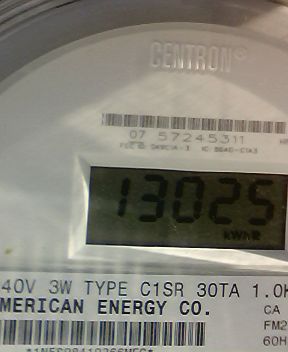 CENTRON®
07 57245311
13025
kWhR
40V 3W TYPE C1SR 30TA 1.0K
MERICAN ENERGY CO.
CA
FM2
60H